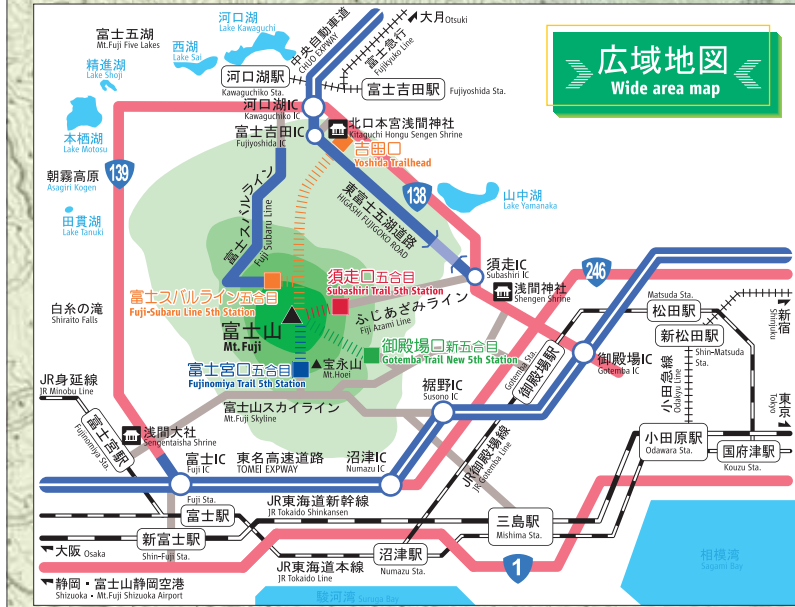 広域地図
Wide area map
富士五湖
Mt.Fuji Five Lakes
河口湖
Lake Kawaguchi
西湖
Lake Sai
精進湖
Lake Shoji
本栖湖
Lake Motosu
朝霧高原
Asagiri Kogen
田貫湖
Lake Tanuki
白糸の滝
Shiraito Falls
中央自動車道
CHUO EXPWAY
大月
Otsuki
富士急行
Fujikyuko Line
河口湖駅
Kawaguchiko Sta.
富士吉田駅
Fujiyoshida Sta.
河口湖IC
Kawaguchiko IC
富士吉田IC
Fujiyoshida IC
北口本宮浅間神社
Kitaguchi Hongu Sengen Shrine
吉田口
Yoshida Trailhead
139
138
246
山中湖
Lake Yamanaka
東富士五湖道路
HIGASHI FUJIGOKO ROAD
富士スバルライン
Fuji Subaru Line
富士スバルライン五合目
Fuji-Subaru Line 5th Station
須走口五合目
Subashiri Trail 5th Station
須走IC
Subashiri IC
浅間神社
Shengen Shrine
ふじあざみライン
Fiji Azami Line
富士山
Mt.Fuji
御殿場口新五合目
Gotemba Trail New 5th Station
富士宮口五合目
Fujinomiya Trail 5th Station
宝永山
Mt.Hoei
富士山スカイライン
Mt.Fuji Skyline
御殿場駅
Gotemba Sta.
御殿場IC
Gotemba IC
Matsuda Sta.
松田駅
新松田駅
Shin-Matsuda
Sta.
新宿
Shinjuku
小田急線
Odakyu Line
東京
Tokyo
小田原駅
Odawara Sta.
国府津駅
Kouzu Sta.
裾野IC
Susono IC
JR身延線
JR Minobu Line
富士宮駅
Fujinomiya Sta.
浅間大社
Sengentaisha Shrine
富士IC
Fuji IC
東名高速道路
TOMEI EXPWAY
沼津IC
Numazu IC
JR御殿場線
JR Gotemba Line
Fuji Sta.
富士駅
JR東海道新幹線
JR Tokaido Shinkansen
新富士駅
Shin-Fuji Sta.
三島駅
Mishima Sta.
大阪 Osaka
JR東海道本線
JR Tokaido Line
沼津駅
Numazu Sta.
1
静岡・富士山静岡空港
Shizuoka・Mt.Fuji Shizuoka Airport
駿河湾 Suruga Bay
相模湾
Sagami Bay